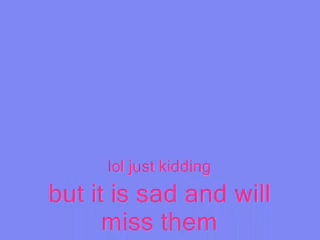 lol just kidding
but it is sad and will
miss them